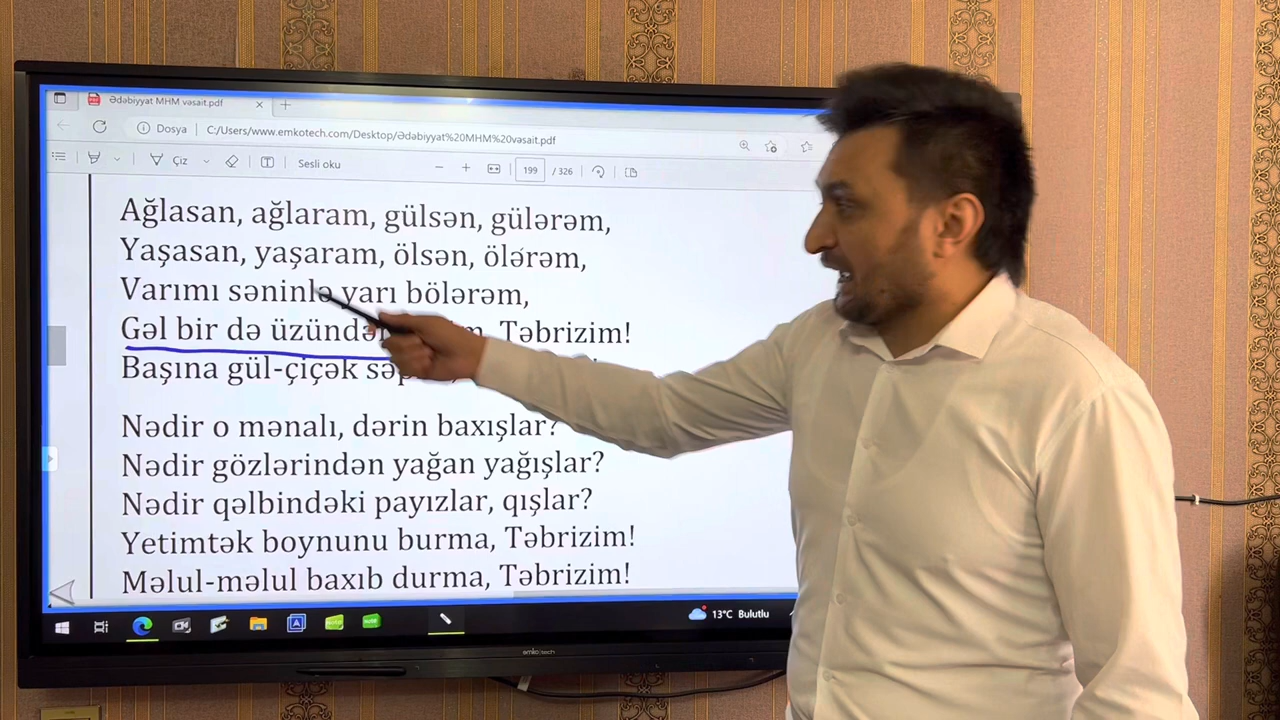 Ədəbiyyat MHM vəsait.pdf
Dosya C:/Users/www.emkotech.com/Desktop/Ədəbiyyat%20MHM%20vəsait.pdf
Çiz Sesli oku 199 / 326
Ağlasan, ağlaram, gülsən, gülərəm,
Yaşasan, yaşaram, ölsən, ölərəm,
Varımı səninlə yarı bölərəm,
Gəl bir də üzündən Təbrizim!
Başına gül-çiçək
Nədir o mənalı, dərin baxışlar?
Nədir gözlərindən yağan yağışlar?
Nədir qəlbindəki payızlar, qışlar?
Yetimtək boynunu burma, Təbrizim!
Məlul-məlul baxıb durma, Təbrizim!
13°C Bulutlu
emkotech